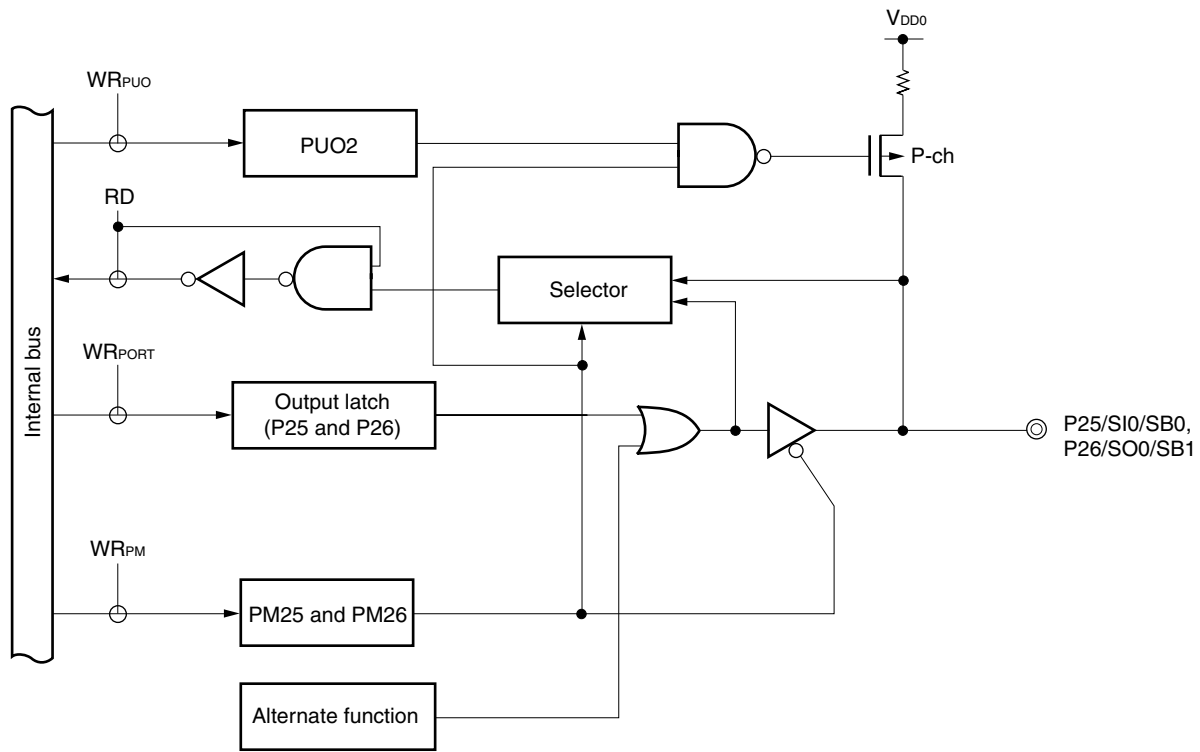 VDD0
WRPUO
PUO2
P-ch
RD
Selector
Internal bus
WRPORT
Output latch
(P25 and P26)
P25/SI0/SB0,
P26/SO0/SB1
WRPM
PM25 and PM26
Alternate function